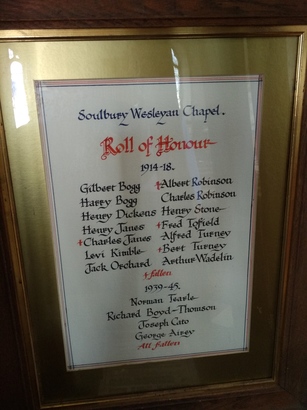 Soulbury Wesleyan Chapel.
Roll of Honour
1914-18.
Gilbert Bogg
Harry Bogg
Henry Dickens
Henry Janes
+Charles Janes
Levi Kimble
Jack Orchard
+Albert Robinson
Charles Robinson
Henry Stone
+Fred Tofield
Alfred Turney
+Bert Turney
Arthur Wadelin
+fallen
1939-45.
Norman Tearle
Richard Boyd-Thomson
Joseph Cato
George Airey
All fallen